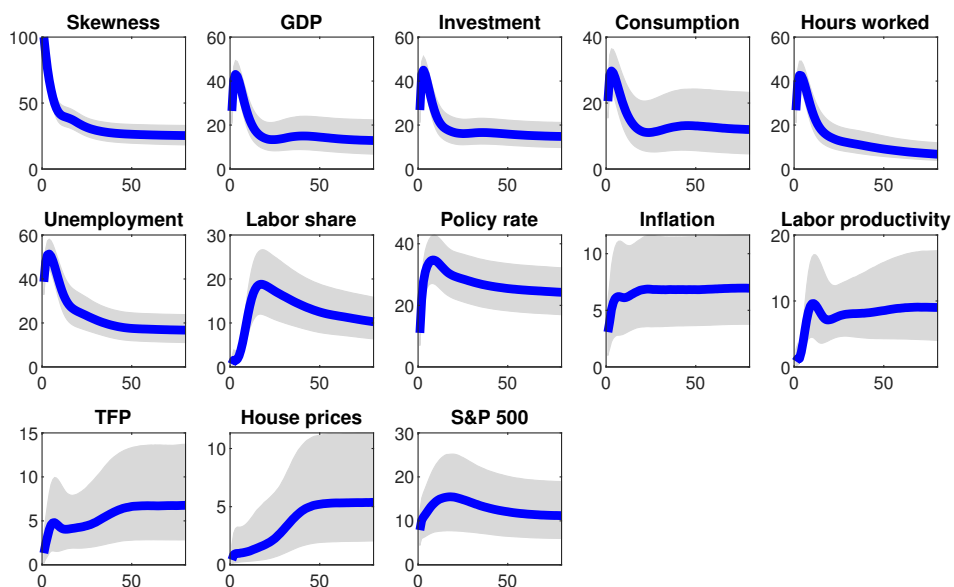 Skewness GDP Investment Consumption Hours worked
100 60 60 40 60
40 40 40
50 20
20 20 20
0 0 0 0 0
0 50 0 50 0 50 0 50 0 50
Unemployment Labor share Policy rate Inflation Labor productivity
60 30 40 10 20
40 20
20 5 10
20 10
0 0 0 0 0
0 50 0 50 0 50 0 50 0 50
TFP House prices S&P 500
15 10 30
10 20
5
5 10
0 0 0
0 50 0 50 0 50